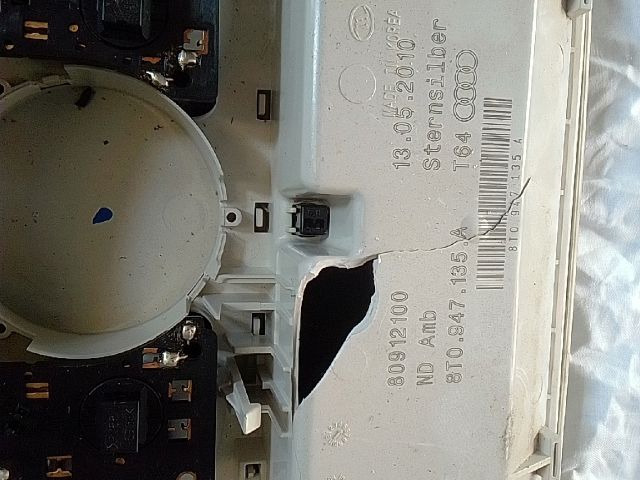 MADE IN KOREA
13.05.2010
Sternsilber
T64
80912100
ND Amb
8T0.947.135.A
8T0 947 135 A